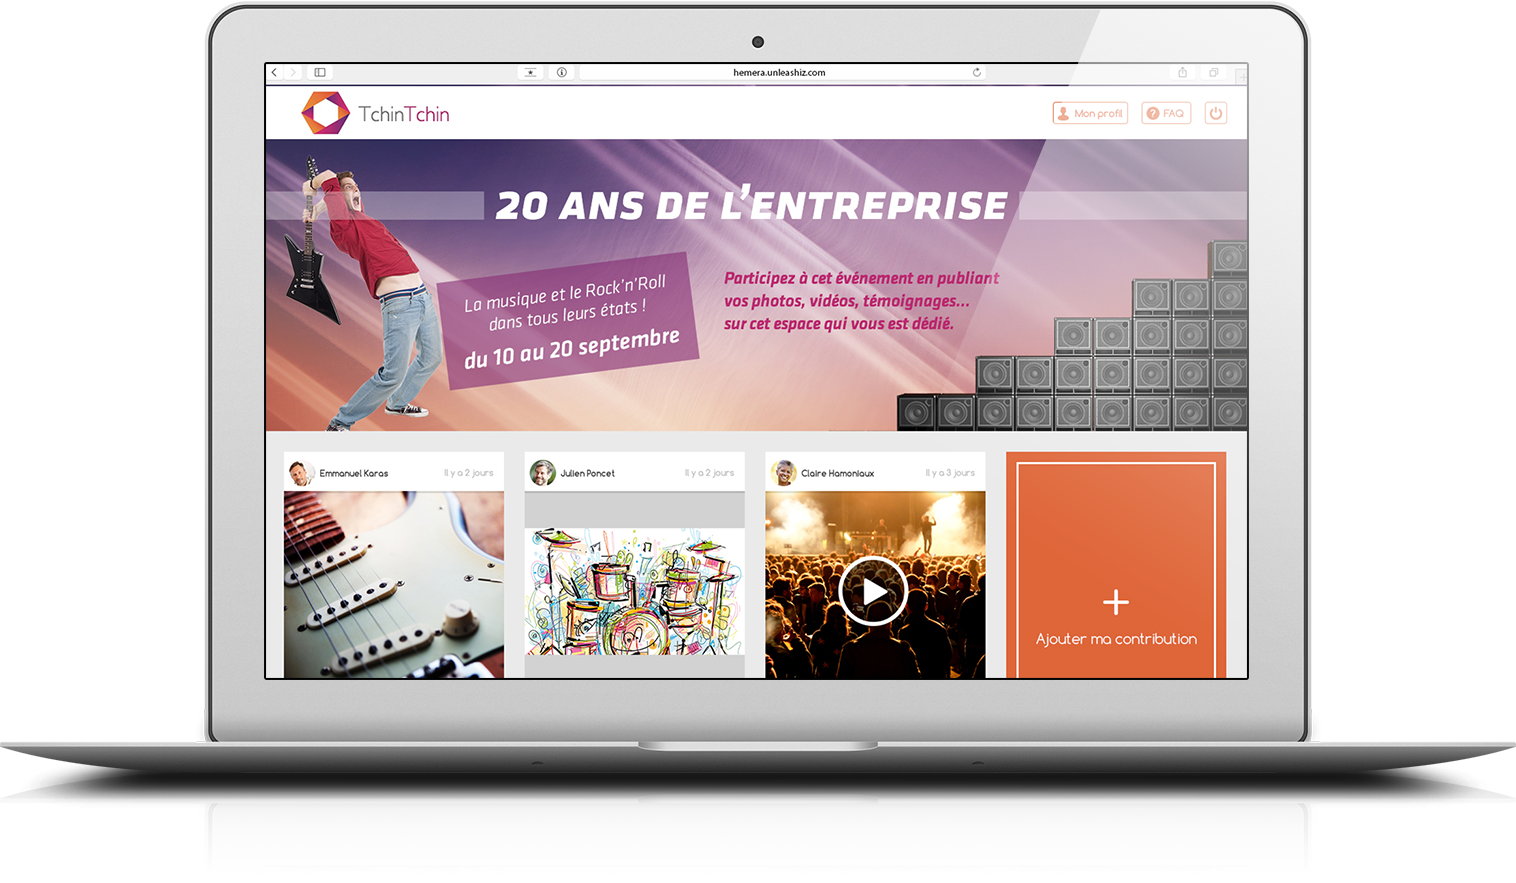 hemera.unleashiz.com
TchinTchin
Mon profil
FAQ
20 ANS DE L'ENTREPRISE
La musique et le Rock'n'Roll
dans tous leurs états !
du 10 au 20 septembre
Participez à cet événement en publiant
vos photos, vidéos, témoignages...
sur cet espace qui vous est dédié.
Emmanuel Karas
Il y a 2 jours
Julien Poncet
Il y a 2 jours
Claire Hamoniaux
Il y a 3 jours
Ajouter ma contribution